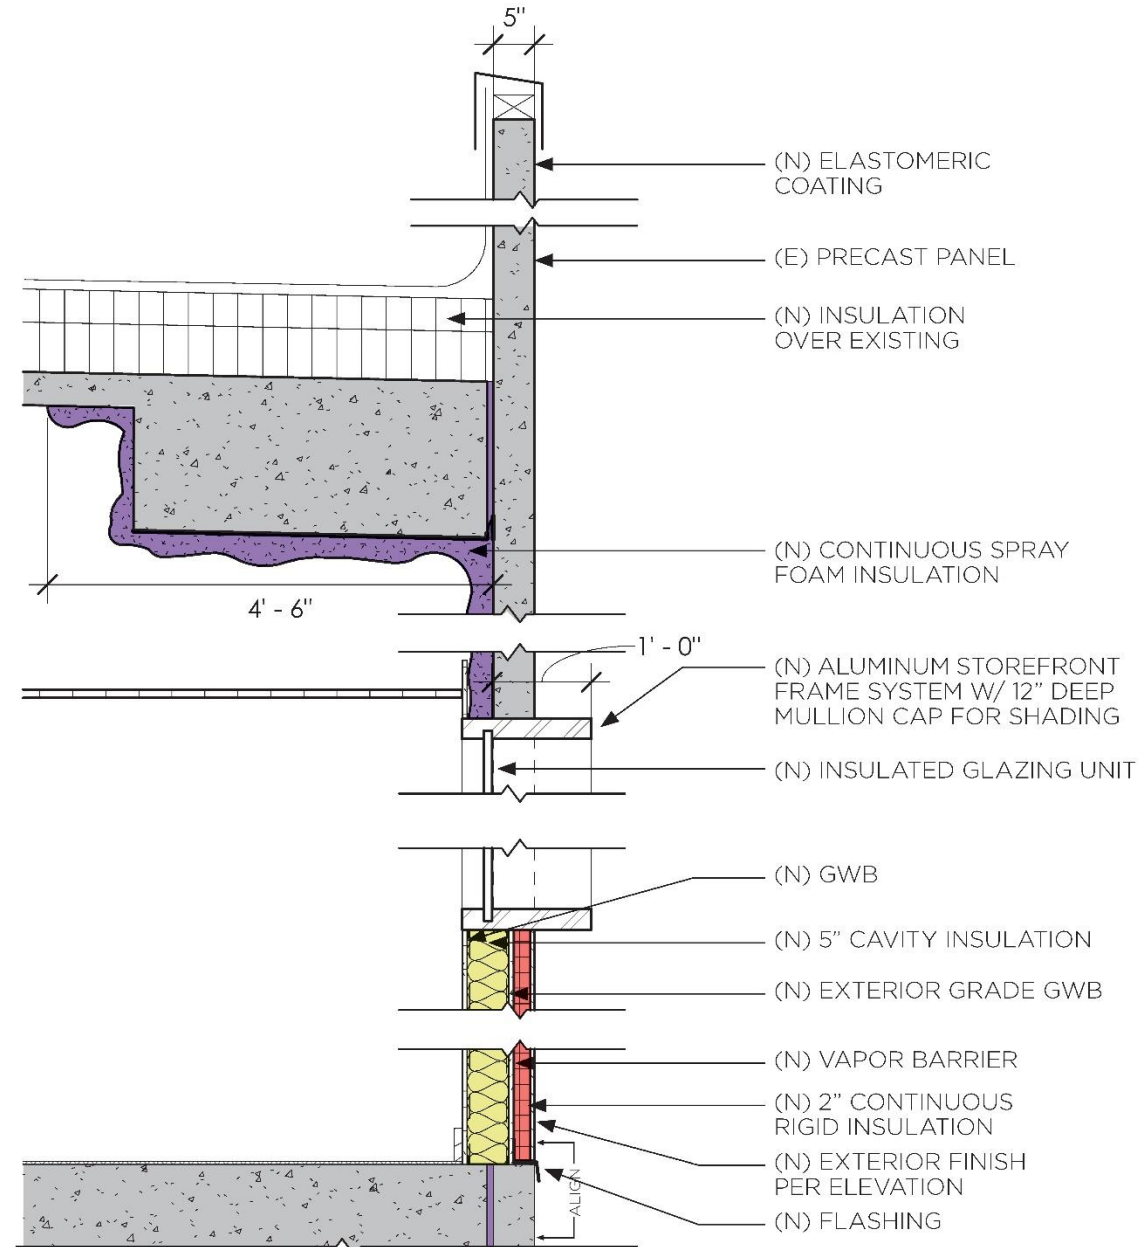 5"
(N) ELASTOMERIC
COATING
(E) PRECAST PANEL
(N) INSULATION
OVER EXISTING
(N) CONTINUOUS SPRAY
FOAM INSULATION
4' - 6"
1' - 0"
(N) ALUMINUM STOREFRONT
FRAME SYSTEM W/ 12” DEEP
MULLION CAP FOR SHADING
(N) INSULATED GLAZING UNIT
(N) GWB
(N) 5” CAVITY INSULATION
(N) EXTERIOR GRADE GWB
(N) VAPOR BARRIER
(N) 2” CONTINUOUS
RIGID INSULATION
(N) EXTERIOR FINISH
PER ELEVATION
ALIGN
(N) FLASHING